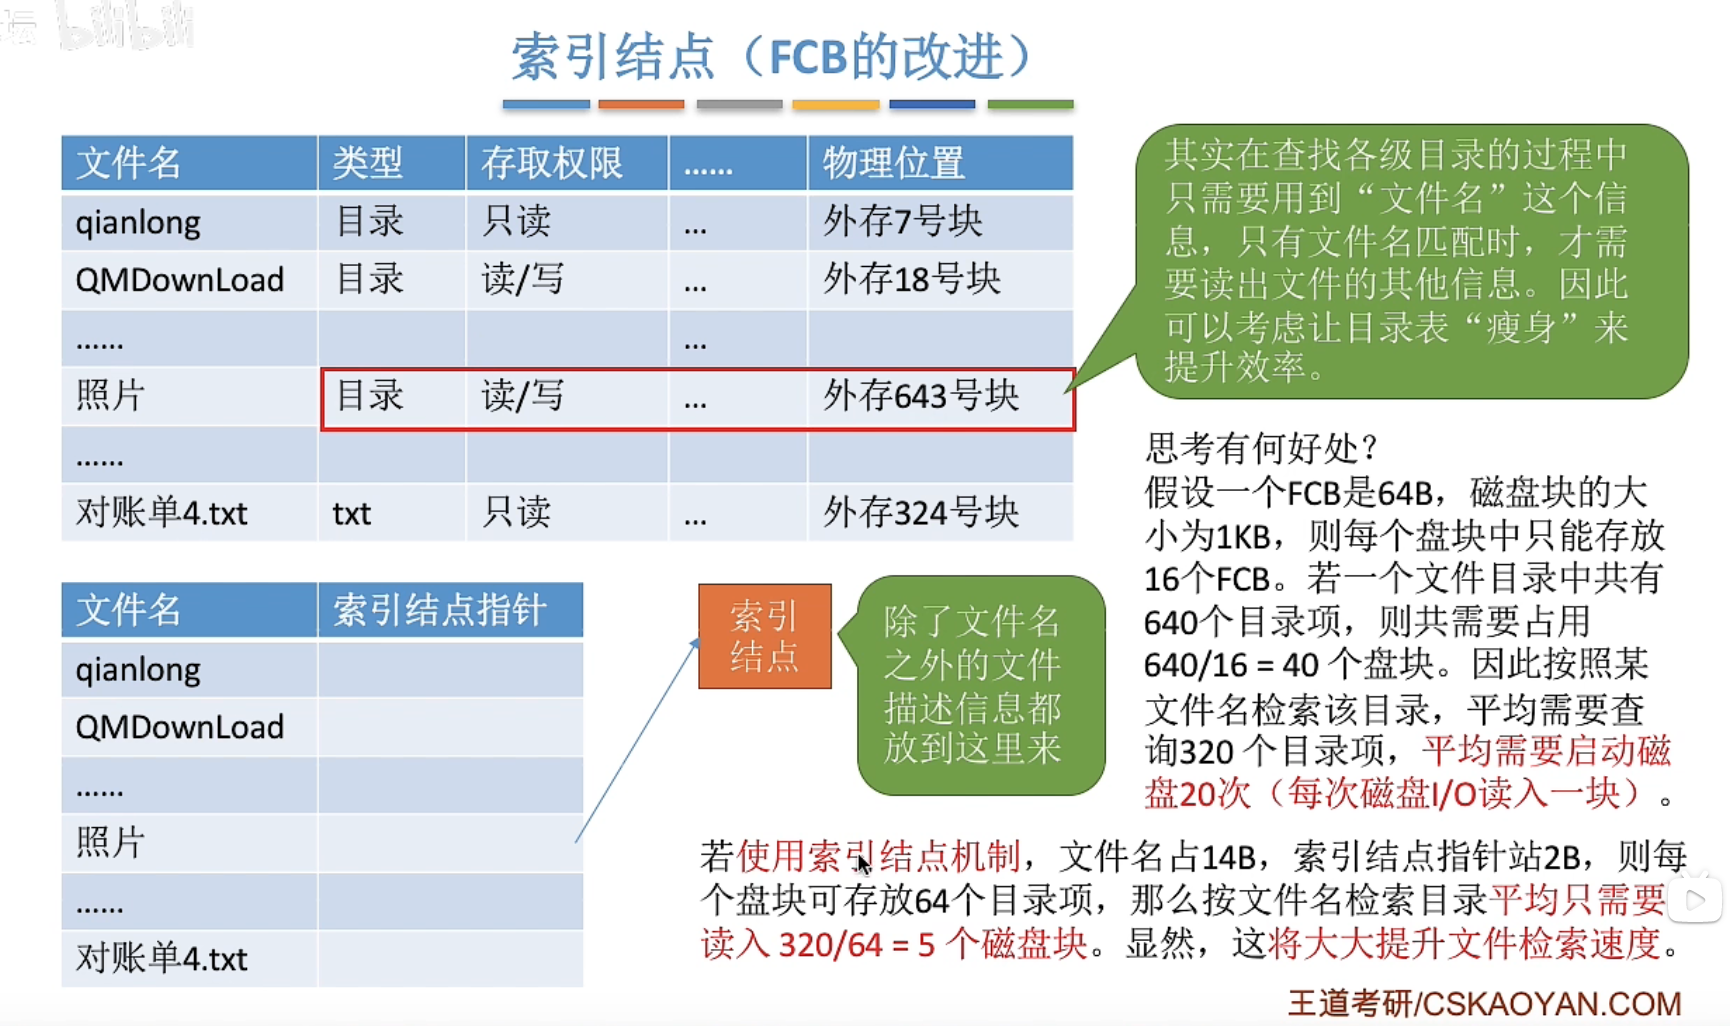 坛 bilibili
索引结点（FCB的改进）
文件名 类型 存取权限 …… 物理位置
qianlong 目录 只读 … 外存7号块
QMDownLoad 目录 读/写 … 外存18号块
…… …
照片 目录 读/写 … 外存643号块
……
对账单4.txt txt 只读 … 外存324号块
其实在查找各级目录的过程中
只需要用到“文件名”这个信
息，只有文件名匹配时，才需
要读出文件的其他信息。因此
可以考虑让目录表“瘦身”来
提升效率。
思考有何好处？
假设一个FCB是64B，磁盘块的大
小为1KB，则每个盘块中只能存放
16个FCB。若一个文件目录中共有
640个目录项，则共需要占用
640/16 = 40 个盘块。因此按照某
文件名检索该目录，平均需要查
询320 个目录项，平均需要启动磁
盘20次（每次磁盘I/O读入一块）。
文件名 索引结点指针
qianlong
QMDownLoad
……
照片
……
对账单4.txt
索引
结点
除了文件名
之外的文件
描述信息都
放到这里来
若使用索引结点机制，文件名占14B，索引结点指针站2B，则每
个盘块可存放64个目录项，那么按文件名检索目录平均只需要
读入 320/64 = 5 个磁盘块。显然，这将大大提升文件检索速度。
王道考研/CSKAOYAN.COM